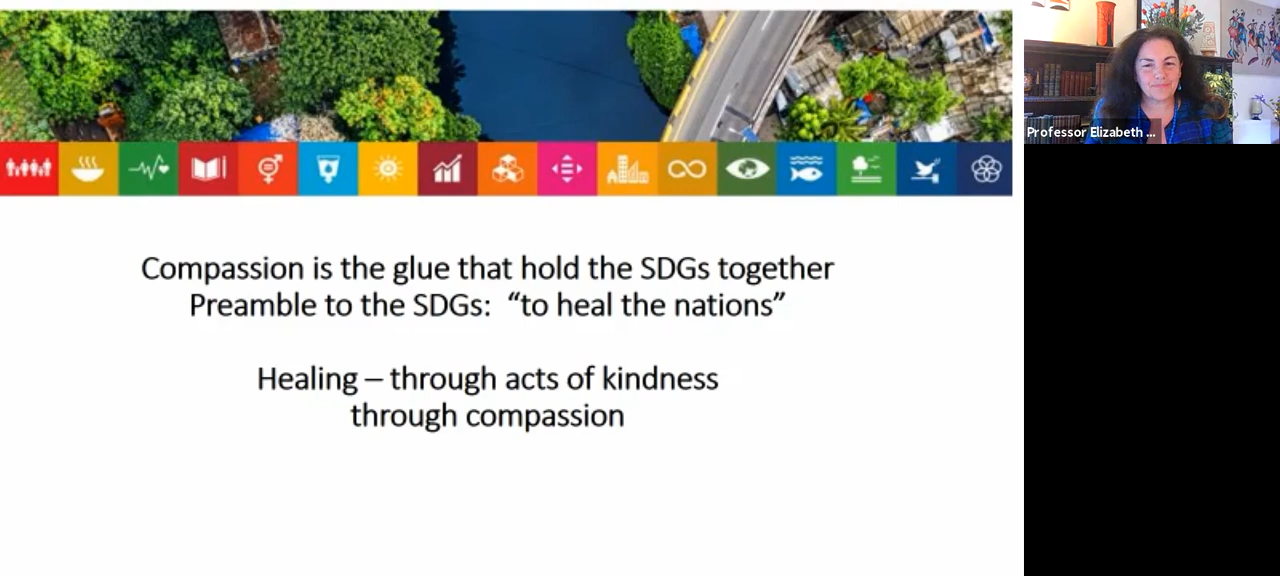 Professor Elizabeth ...
Compassion is the glue that hold the SDGs together
Preamble to the SDGs: “to heal the nations”
Healing – through acts of kindness
through compassion